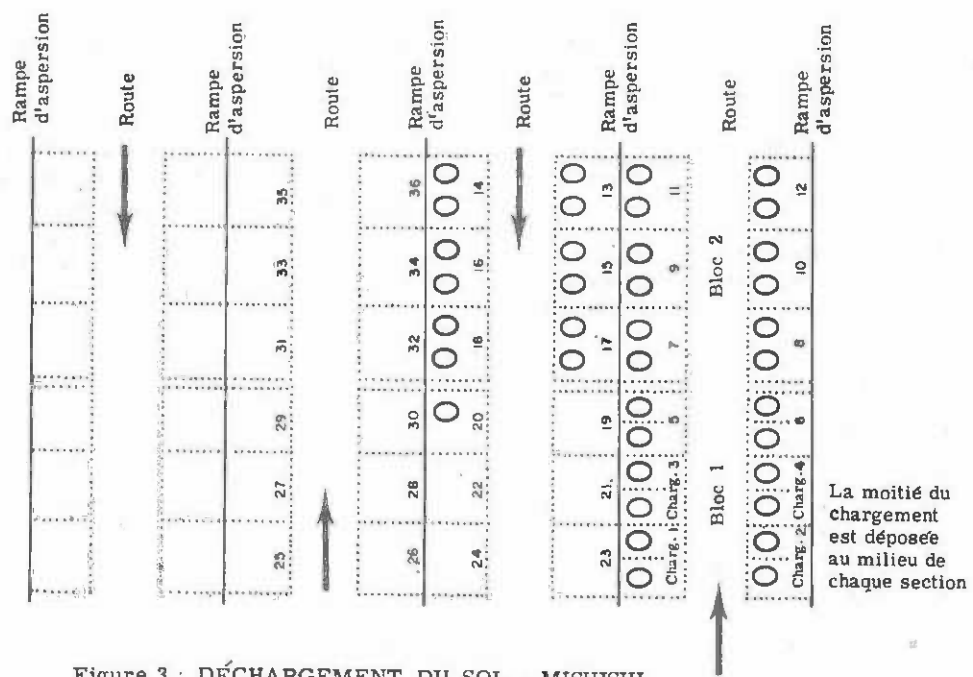 Rampe
d'aspersion
Route
Rampe
d'aspersion
Route
Rampe
d'aspersion
Route
Rampe
d'aspersion
Route
Rampe
d'aspersion
35
33
31
29
27
25
36
34
32
30
28
26
14
16
18
20
22
24
13
15
17
19
21
23
11
9
7
5
Charg. 3
Charg. 1
Bloc 2
Bloc 1
12
10
8
6
Charg. 4
Charg. 2
La moitié du
chargement
est déposée
au milieu de
chaque section
Figure 3 : DÉCHARGEMENT DU SOL - MICHICHI